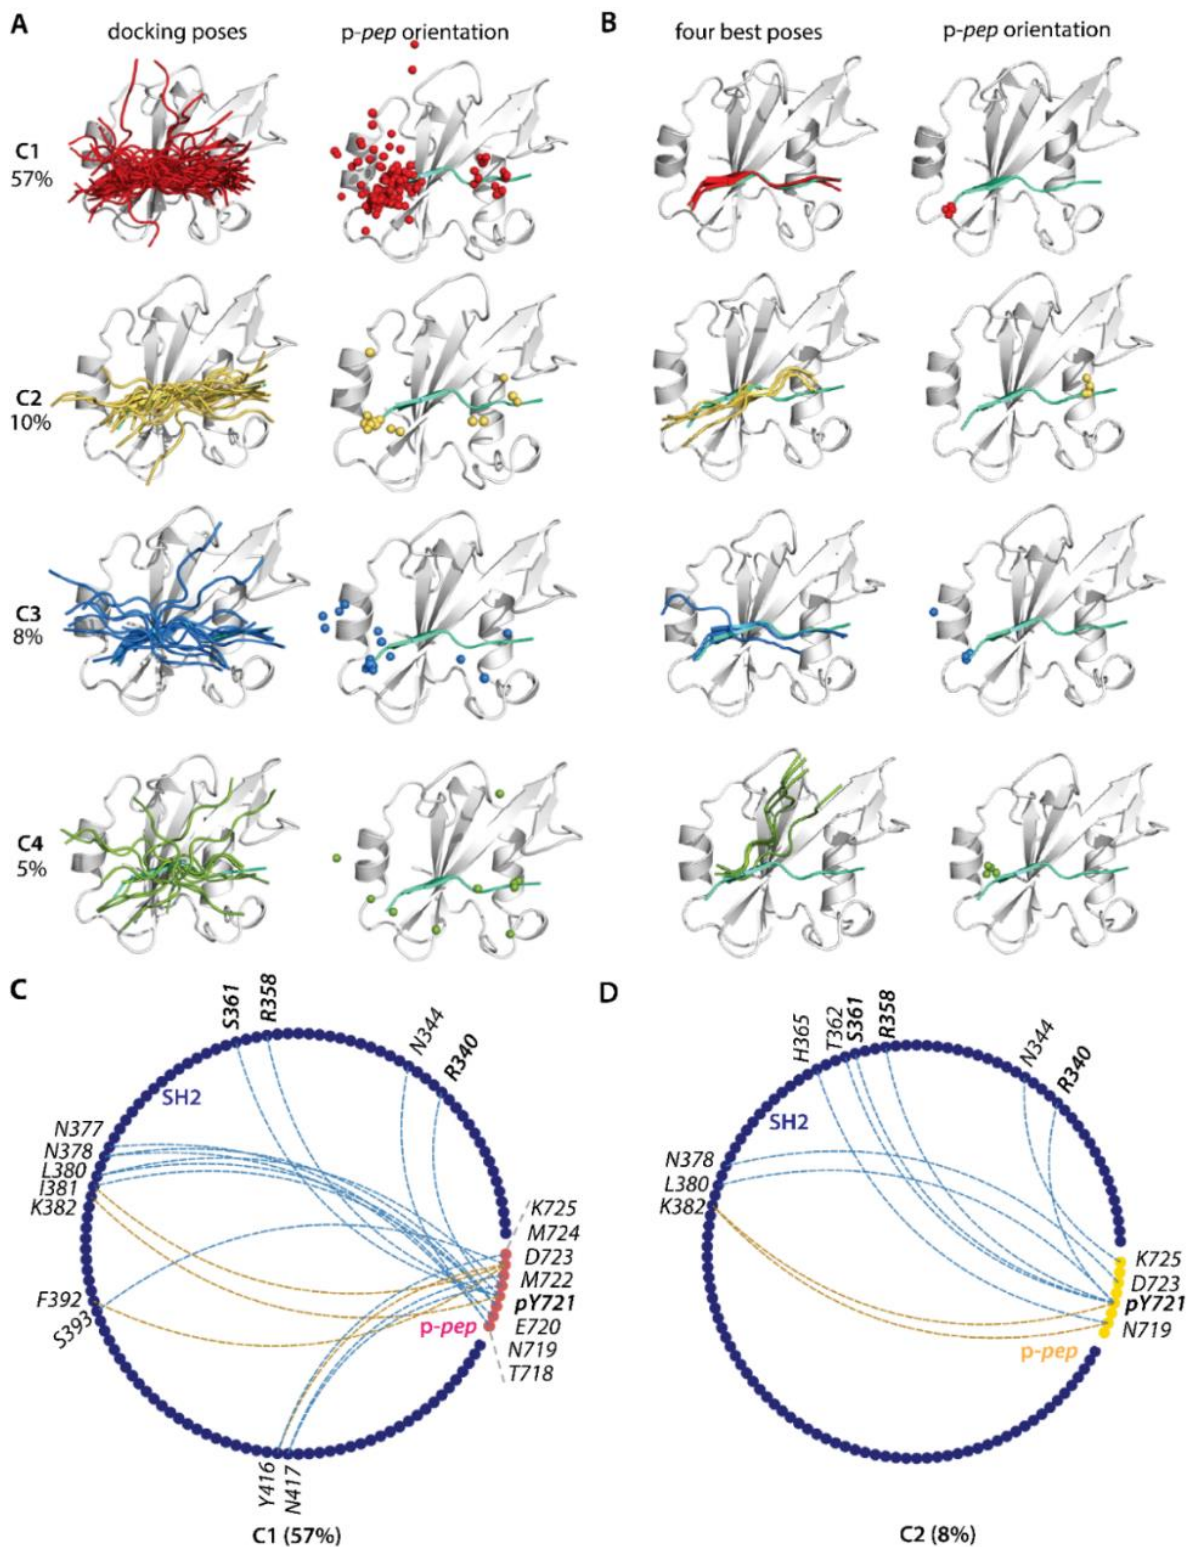 A
docking poses
p-pep orientation
B
four best poses
p-pep orientation
C1
57%
C2
10%
C3
8%
C4
5%
C
S361
R358
N344
R340
SH2
N377
N378
L380
I381
K382
F392
S393
Y416
N417
K725
M724
D723
M722
pY721
E720
N719
T718
p-pep
C1 (57%)
D
H365
T362
S361
R358
N344
R340
SH2
N378
L380
K382
K725
D723
pY721
N719
p-pep
C2 (8%)